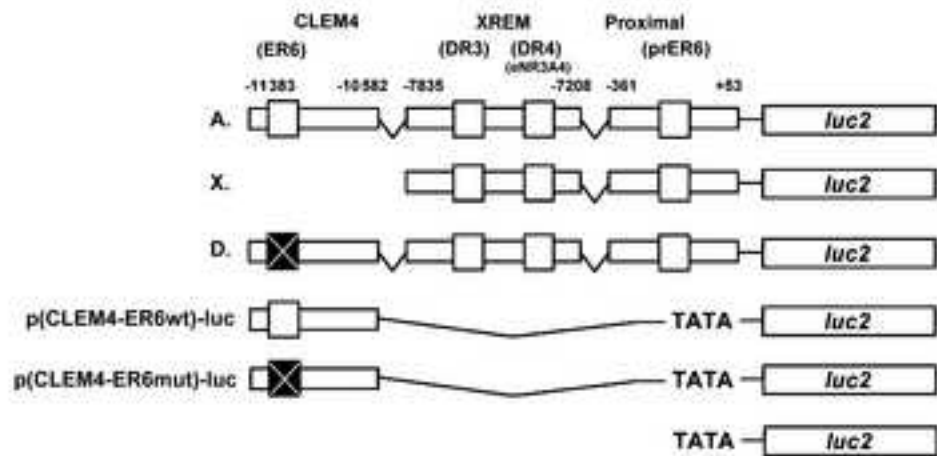 CLEM4 XREM Proximal
(ER6) (DR3) (DR4) (prER6)
(eNR3A4)
-11383 -10582 -7835 -7208 -361 +53
A. luc2
X. luc2
D. luc2
p(CLEM4-ER6wt)-luc TATA luc2
p(CLEM4-ER6mut)-luc TATA luc2
TATA luc2